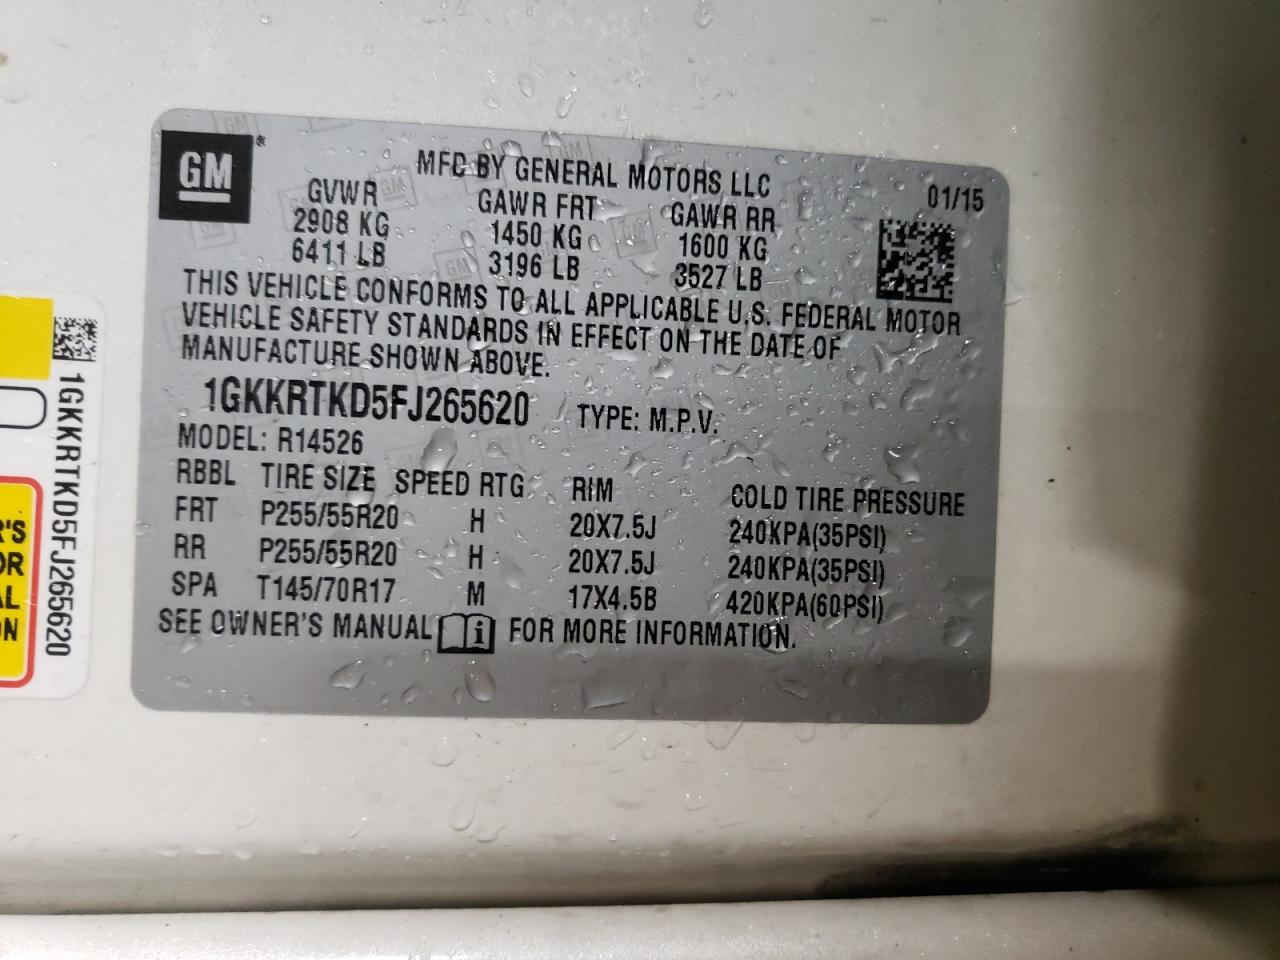 GM
MFD BY GENERAL MOTORS LLC
01/15
GVWR GAWR FRT GAWR RR
2908 KG 1450 KG 1600 KG
6411 LB 3196 LB 3527 LB
THIS VEHICLE CONFORMS TO ALL APPLICABLE U.S. FEDERAL MOTOR
VEHICLE SAFETY STANDARDS IN EFFECT ON THE DATE OF
MANUFACTURE SHOWN ABOVE.
1GKKRTKD5FJ265620 TYPE: M.P.V.
MODEL: R14526
RBBL TIRE SIZE SPEED RTG RIM COLD TIRE PRESSURE
FRT P255/55R20 H 20X7.5J 240KPA(35PSI)
RR P255/55R20 H 20X7.5J 240KPA(35PSI)
SPA T145/70R17 M 17X4.5B 420KPA(60PSI)
SEE OWNER'S MANUAL FOR MORE INFORMATION.
1GKKRTKD5FJ265620